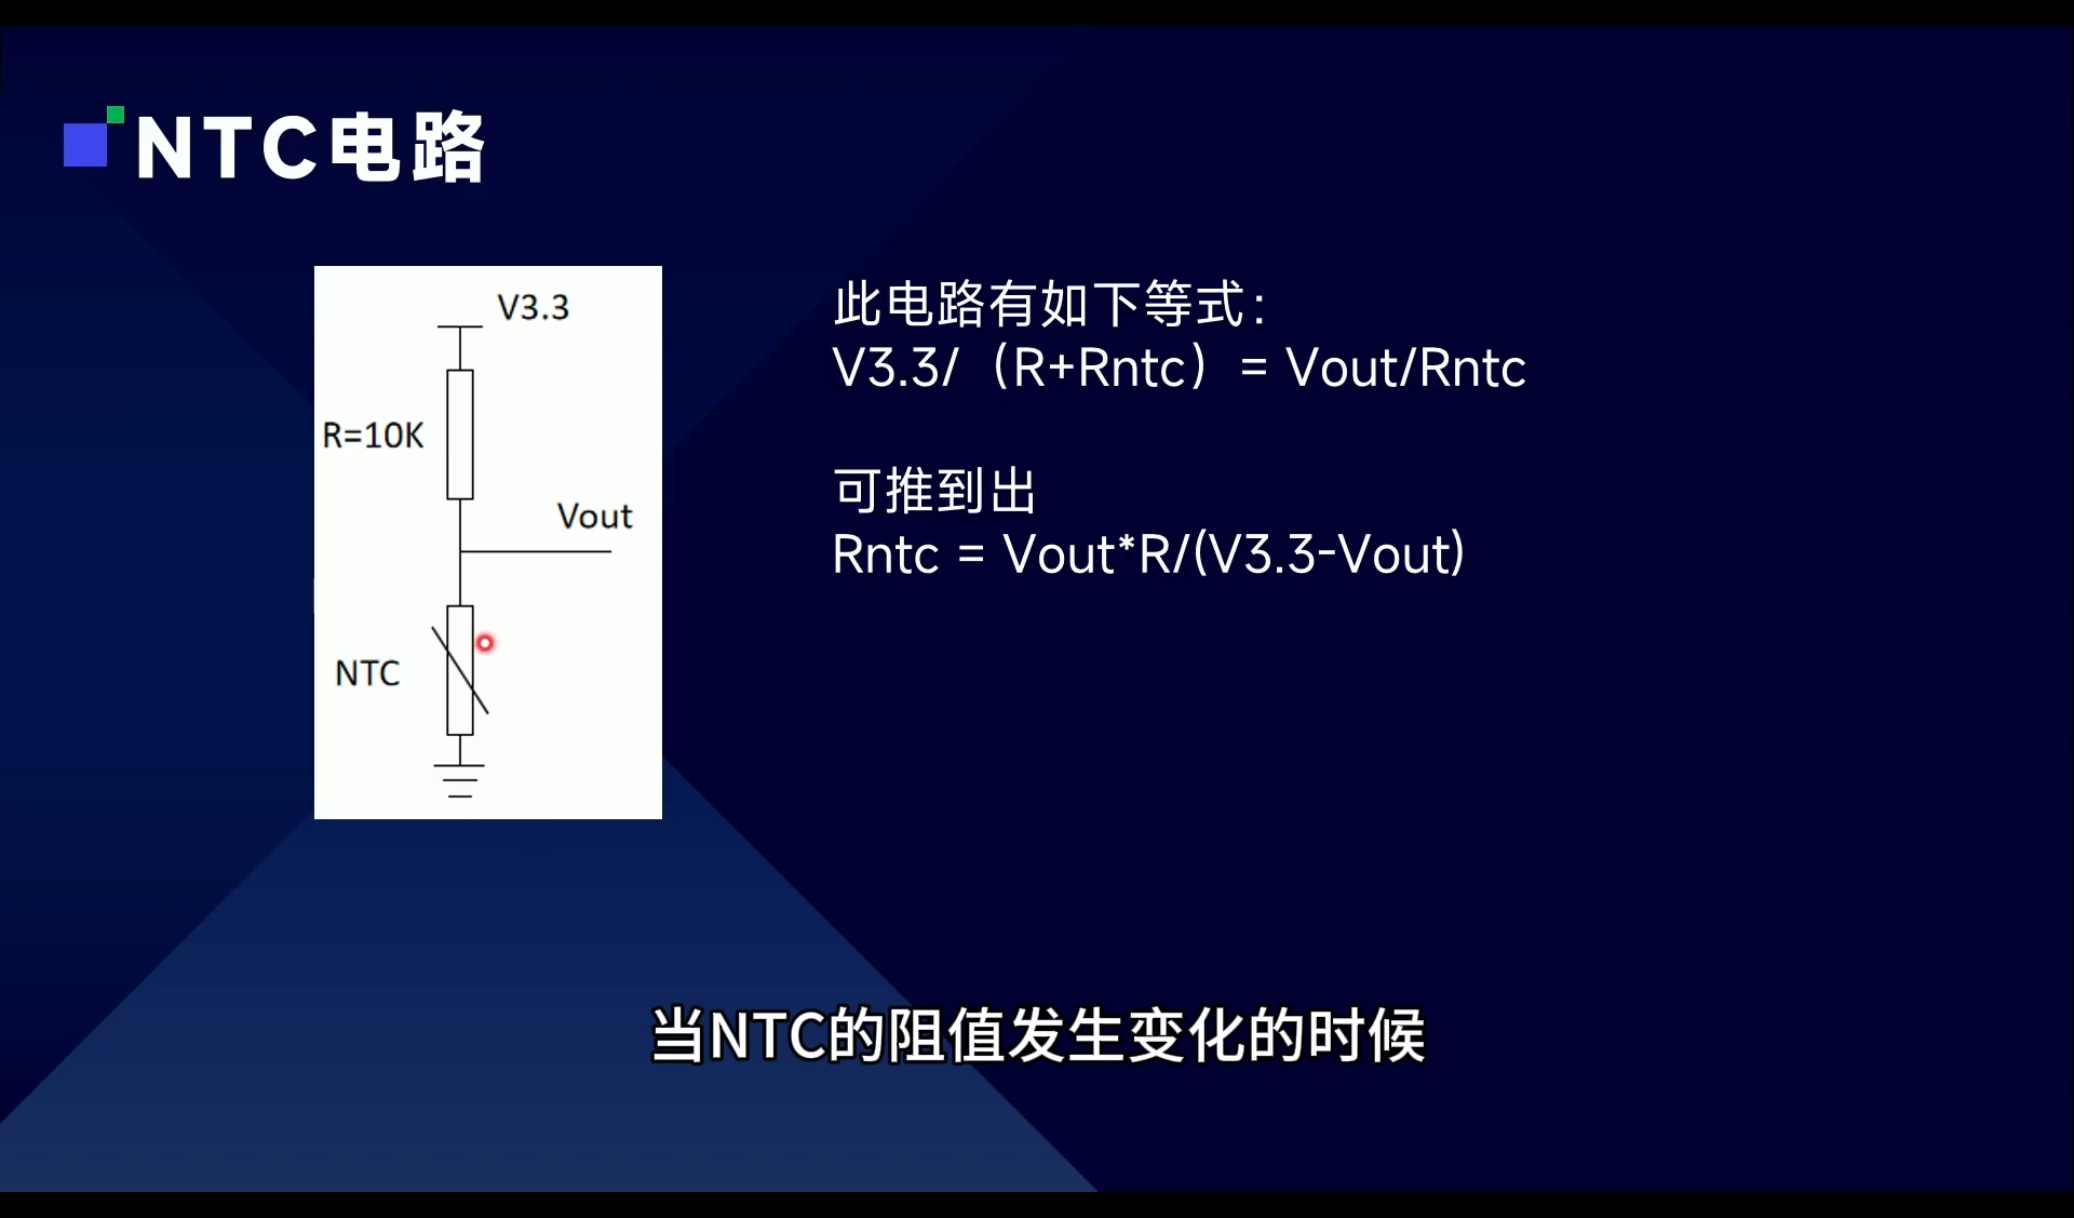 NTC电路
V3.3
R=10K
Vout
NTC
此电路有如下等式：
V3.3/（R+Rntc）= Vout/Rntc
可推到出
Rntc = Vout*R/(V3.3-Vout)
当NTC的阻值发生变化的时候